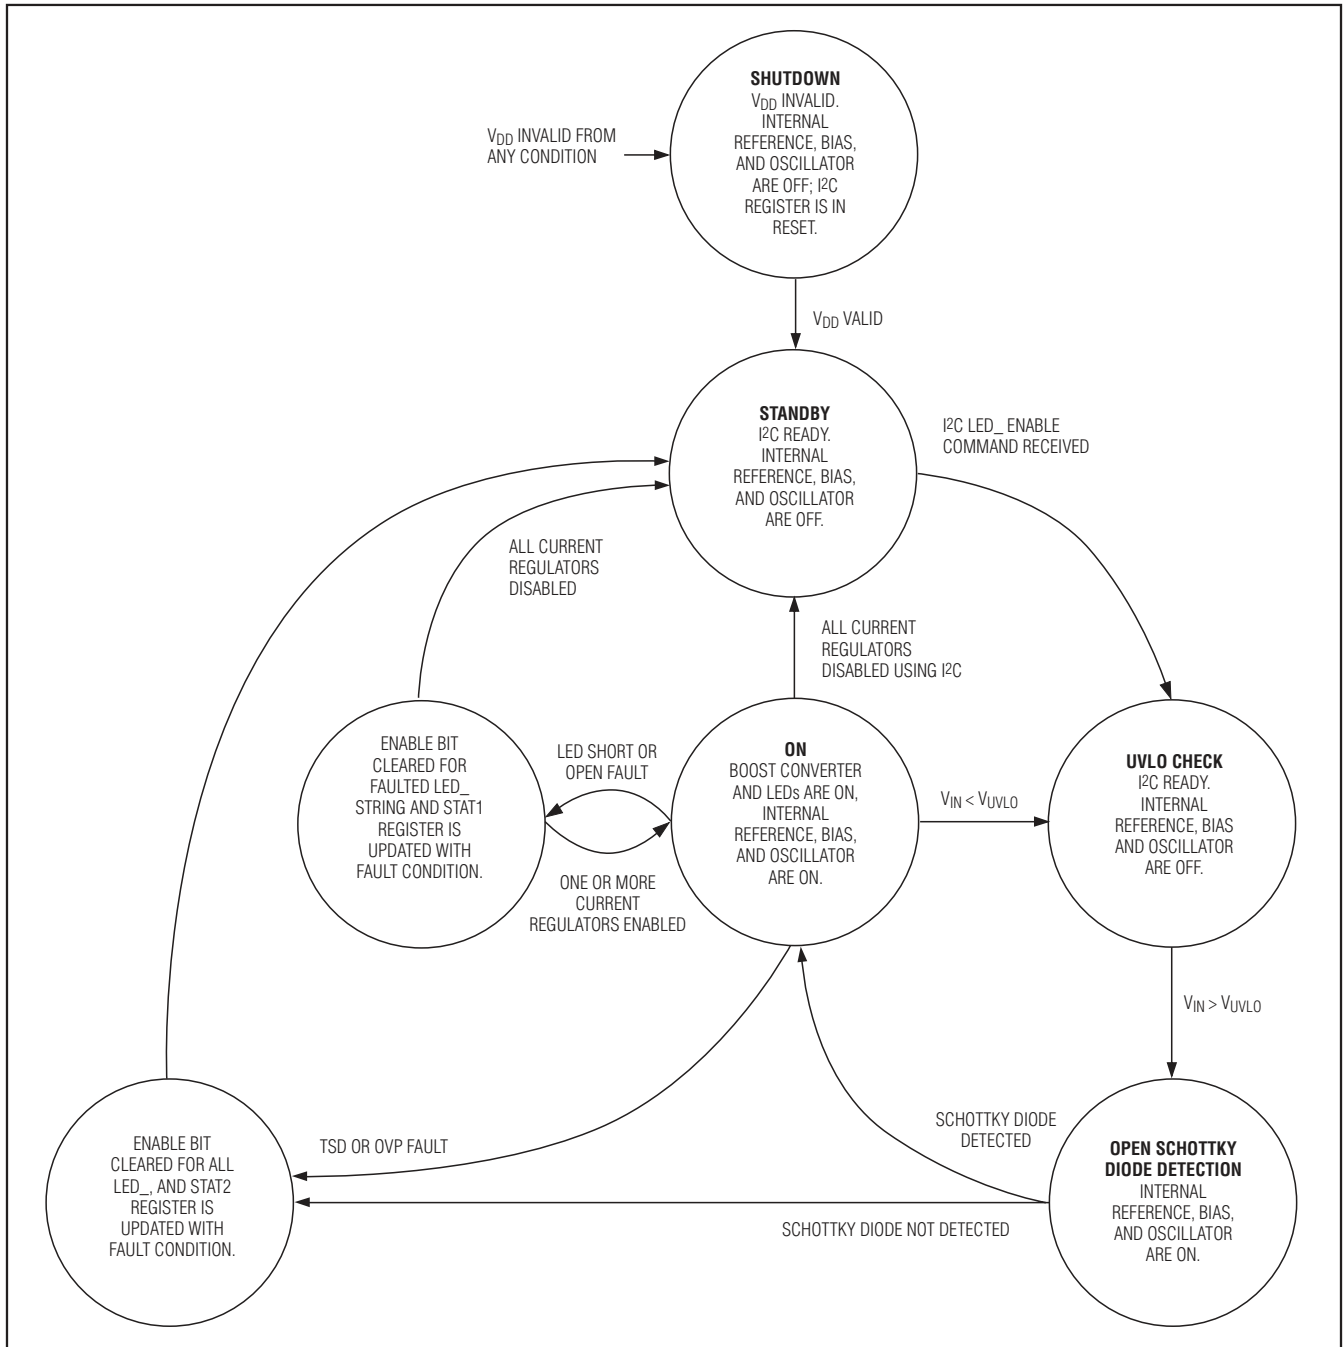 SHUTDOWN
VDD INVALID.
INTERNAL
REFERENCE, BIAS,
AND OSCILLATOR
ARE OFF; I2C
REGISTER IS IN
RESET.
VDD INVALID FROM
ANY CONDITION
VDD VALID
STANDBY
I2C READY.
INTERNAL
REFERENCE, BIAS,
AND OSCILLATOR
ARE OFF.
I2C LED_ ENABLE
COMMAND RECEIVED
ALL CURRENT
REGULATORS
DISABLED
ALL CURRENT
REGULATORS
DISABLED USING I2C
ENABLE BIT
CLEARED FOR
FAULTED LED_
STRING AND STAT1
REGISTER IS
UPDATED WITH
FAULT CONDITION.
LED SHORT OR
OPEN FAULT
ONE OR MORE
CURRENT
REGULATORS ENABLED
ON
BOOST CONVERTER
AND LEDs ARE ON,
INTERNAL
REFERENCE, BIAS,
AND OSCILLATOR
ARE ON.
VIN < VUVLO
UVLO CHECK
I2C READY.
INTERNAL
REFERENCE, BIAS
AND OSCILLATOR
ARE OFF.
VIN > VUVLO
ENABLE BIT
CLEARED FOR ALL
LED_, AND STAT2
REGISTER IS
UPDATED WITH
FAULT CONDITION.
TSD OR OVP FAULT
SCHOTTKY DIODE
DETECTED
SCHOTTKY DIODE NOT DETECTED
OPEN SCHOTTKY
DIODE DETECTION
INTERNAL
REFERENCE, BIAS,
AND OSCILLATOR
ARE ON.